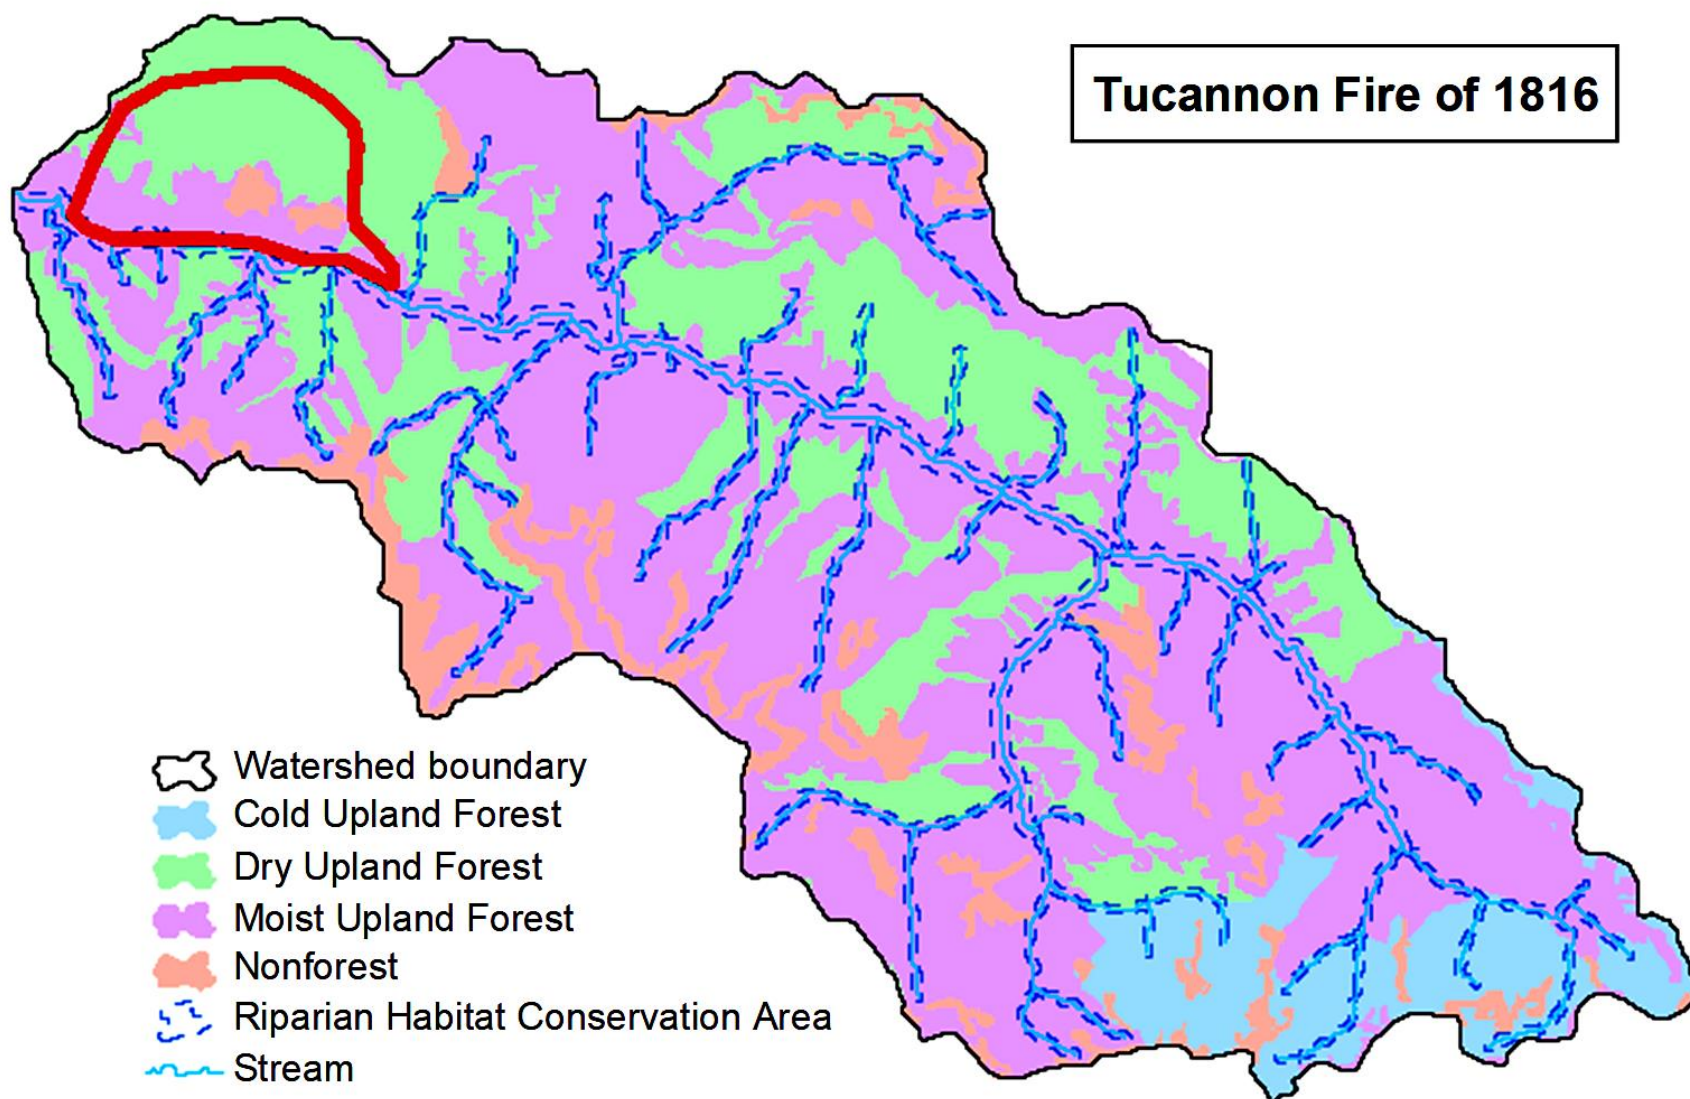 Tucannon Fire of 1816
Watershed boundary
Cold Upland Forest
Dry Upland Forest
Moist Upland Forest
Nonforest
Riparian Habitat Conservation Area
Stream